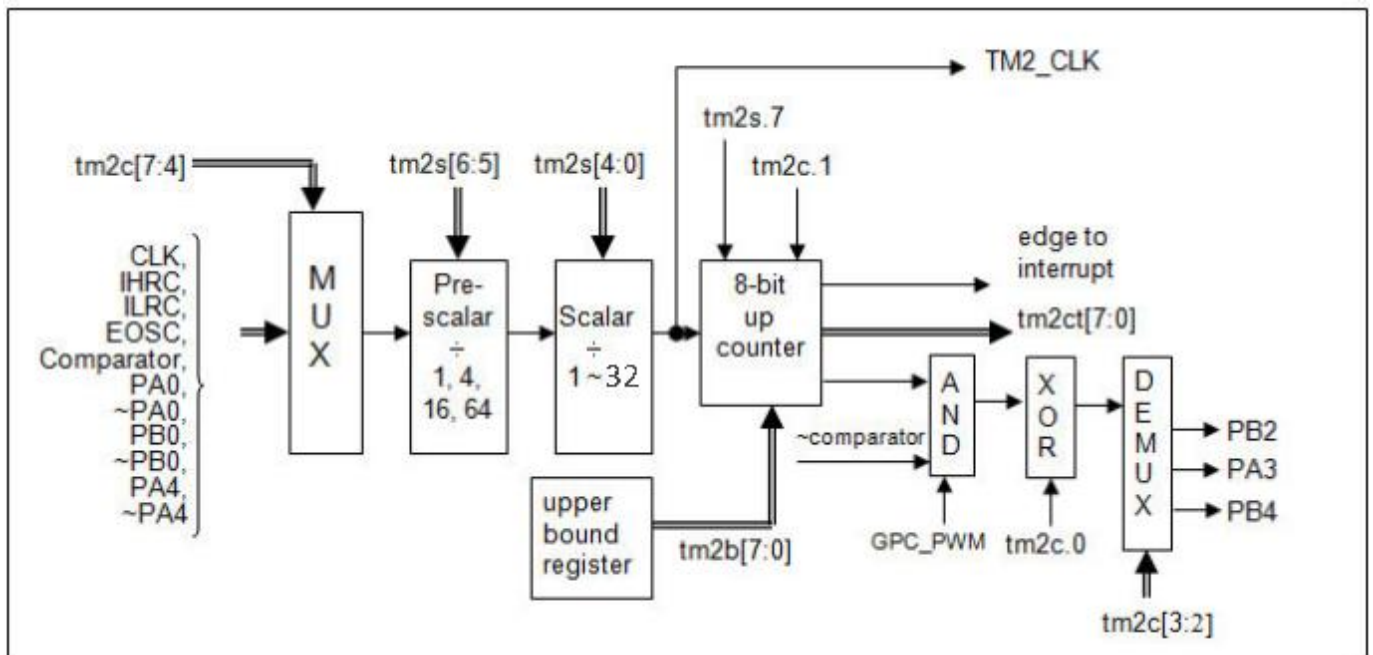 TM2_CLK
tm2s.7
tm2c[7:4]
tm2s[6:5]
tm2s[4:0]
tm2c.1
CLK,
IHRC,
ILRC,
EOSC,
Comparator,
PA0,
~PA0,
PB0,
~PB0,
PA4,
~PA4
M
U
X
Pre-
scalar
÷
1, 4,
16, 64
Scalar
÷
1 ~ 32
8-bit
up
counter
edge to
interrupt
tm2ct[7:0]
~comparator
A
N
D
X
O
R
D
E
M
U
X
PB2
PA3
PB4
upper
bound
register
tm2b[7:0]
GPC_PWM
tm2c.0
tm2c[3:2]